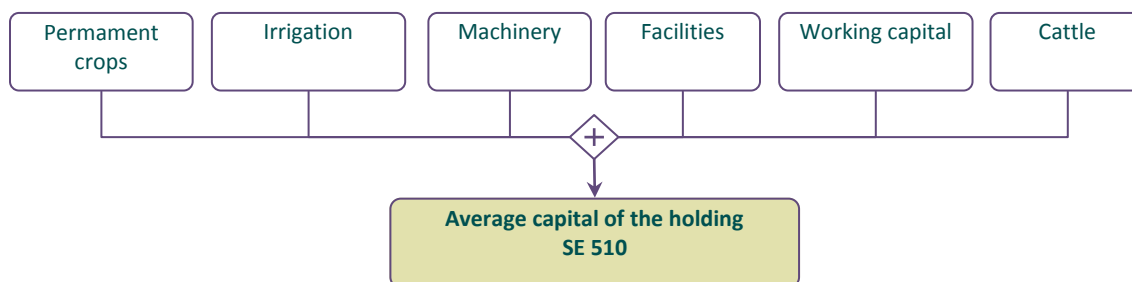 Permament
crops
Irrigation
Machinery
Facilities
Working capital
Cattle
+
Average capital of the holding
SE 510